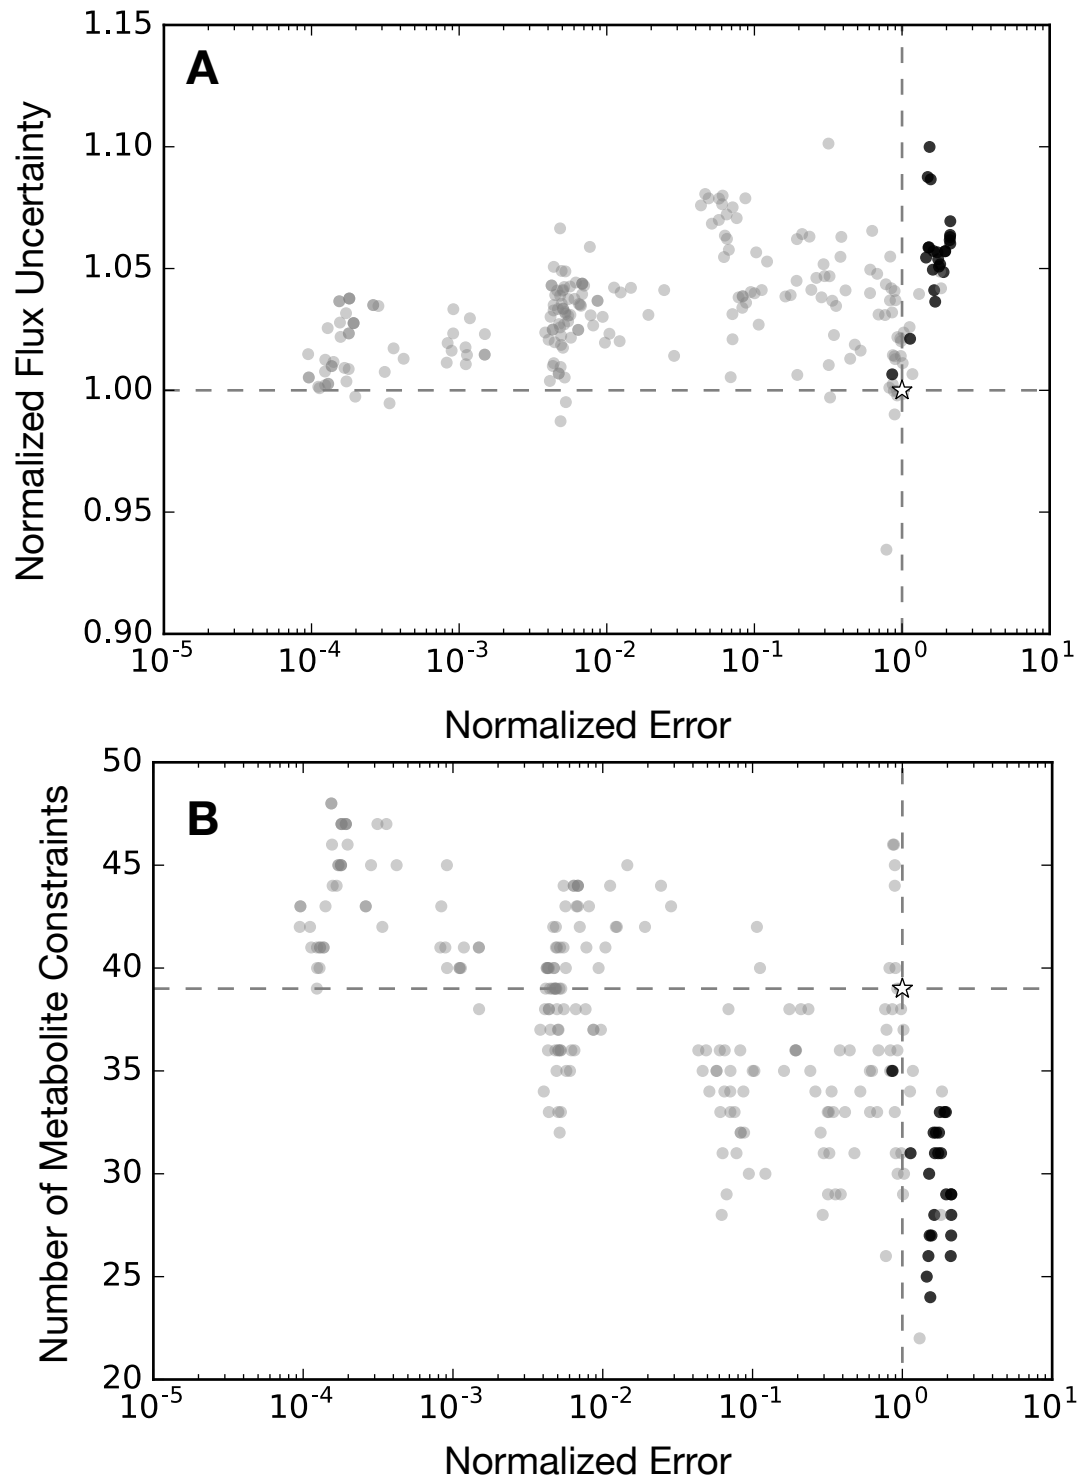 1.15
A
1.10
1.05
1.00
0.95
0.90
Normalized Flux Uncertainty
10^-5 10^-4 10^-3 10^-2 10^-1 10^0 10^1
Normalized Error
50
B
45
40
35
30
25
20
Number of Metabolite Constraints
10^-5 10^-4 10^-3 10^-2 10^-1 10^0 10^1
Normalized Error